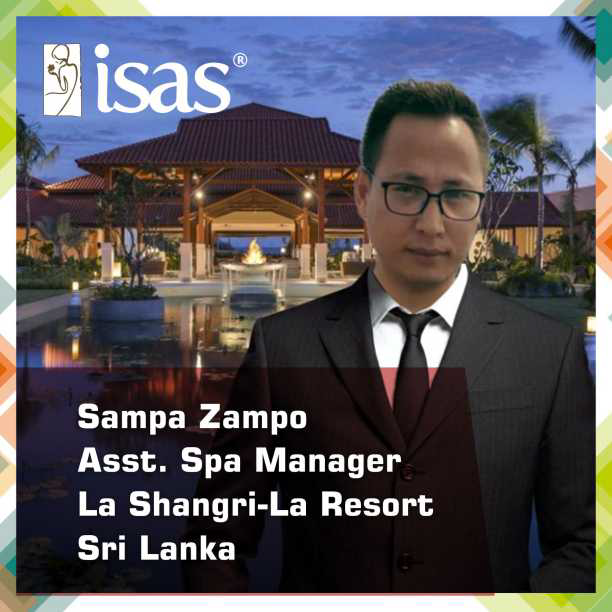 isas®
Sampa Zampo
Asst. Spa Manager
La Shangri-La Resort
Sri Lanka